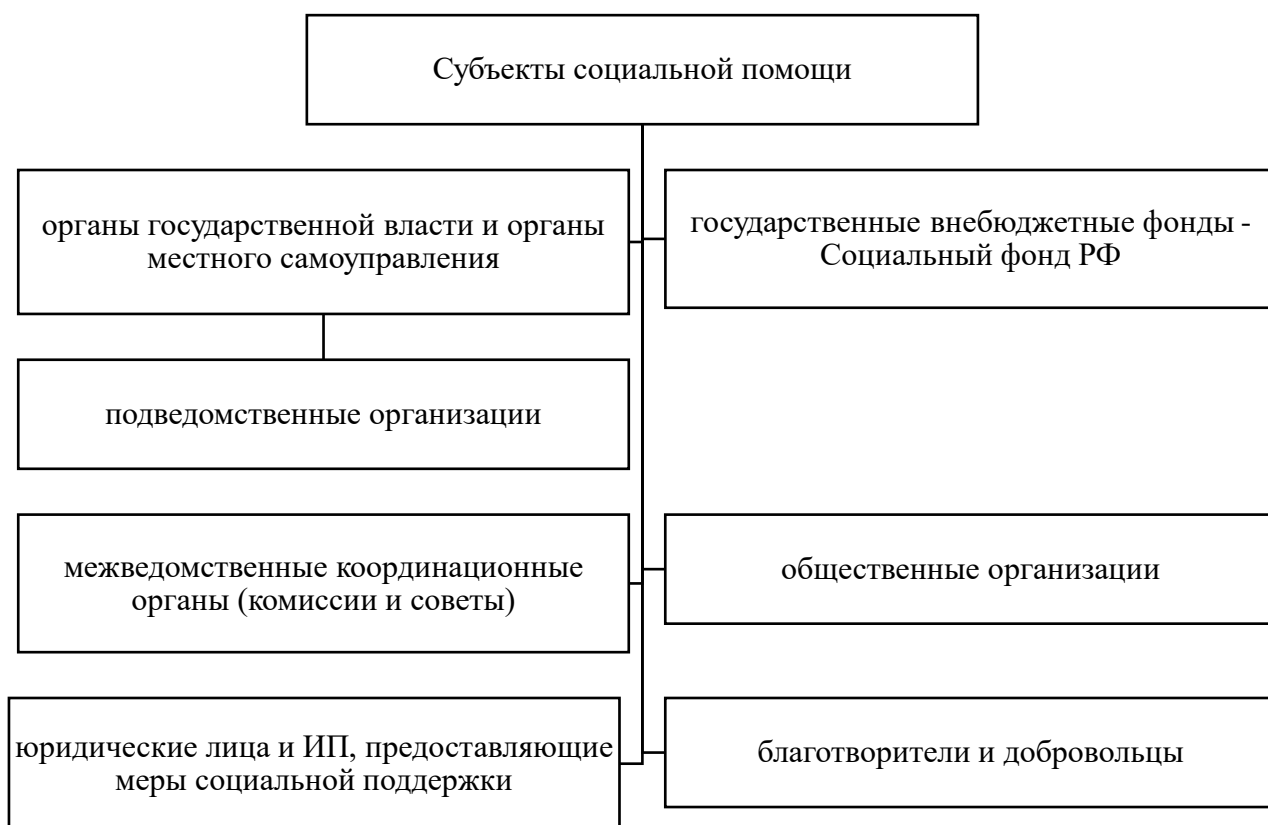 Субъекты социальной помощи
органы государственной власти и органы
местного самоуправления
государственные внебюджетные фонды -
Социальный фонд РФ
подведомственные организации
межведомственные координационные
органы (комиссии и советы)
общественные организации
юридические лица и ИП, предоставляющие
меры социальной поддержки
благотворители и добровольцы